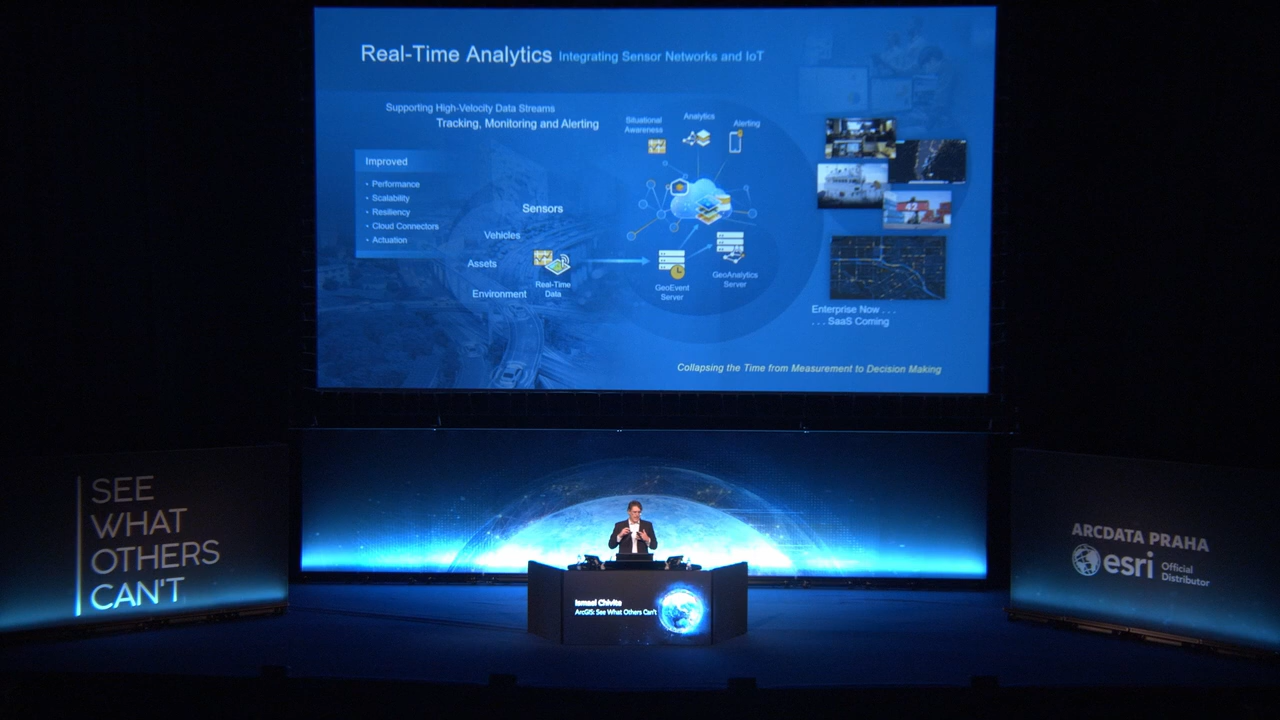 Real-Time Analytics Integrating Sensor Networks and IoT
Supporting High-Velocity Data Streams
Tracking, Monitoring and Alerting
Improved
• Performance
• Scalability
• Resiliency
• Cloud Connectors
• Actuation
Sensors
Vehicles
Assets
Environment
Real-Time
Data
Situational
Awareness
Analytics
Alerting
GeoEvent
Server
GeoAnalytics
Server
Enterprise Now . . .
. . . SaaS Coming
Collapsing the Time from Measurement to Decision Making
SEE
WHAT
OTHERS
CAN'T
Ismael Chivite
ArcGIS: See What Others Can't
ARCDATA PRAHA
esri Official
Distributor